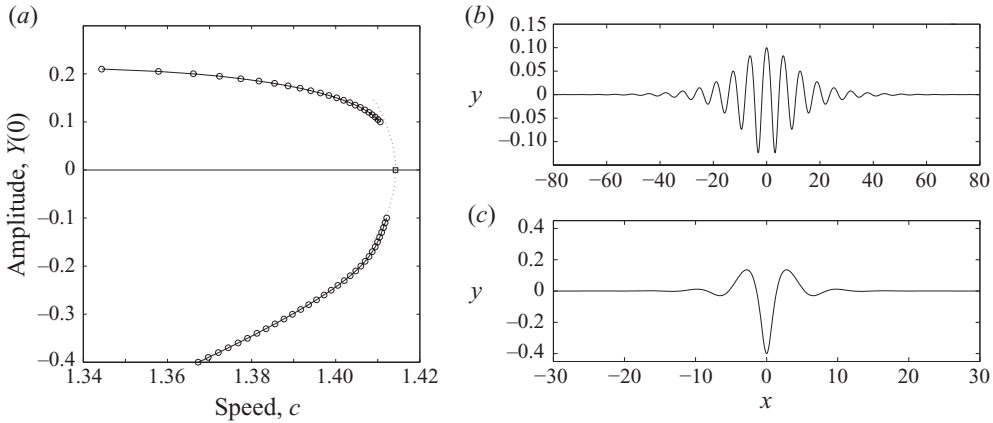 (a)
0.2
0.1
0
−0.1
−0.2
−0.3
−0.4
Amplitude, Y(0)
1.34 1.36 1.38 1.40 1.42
Speed, c
(b)
0.15
0.10
0.05
0
−0.05
−0.10
y
−80 −60 −40 −20 0 20 40 60 80
(c)
0.4
0.2
0
−0.2
−0.4
y
−30 −20 −10 0 10 20 30
x